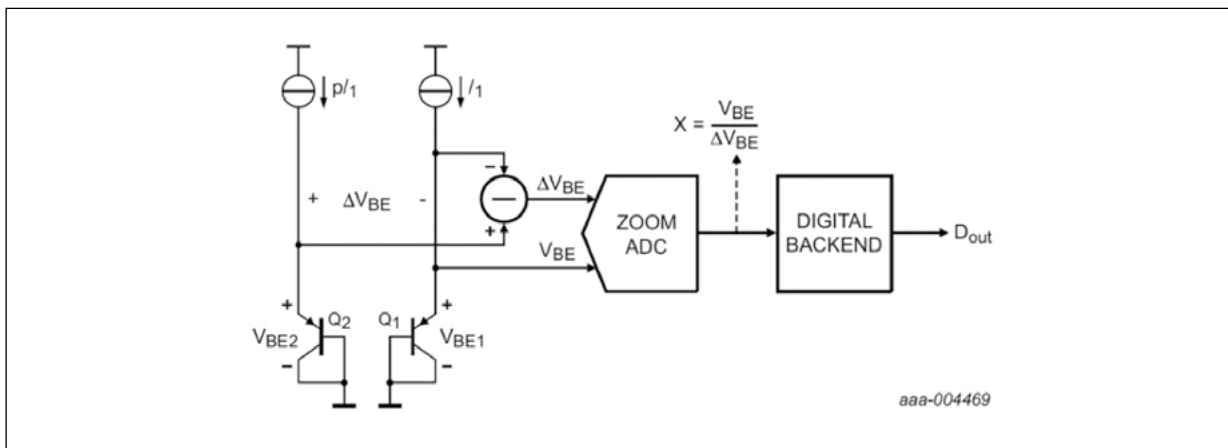 p/1
/1
X = VBE
ΔVBE
+ ΔVBE -
-
ΔVBE
+
VBE
ZOOM
ADC
DIGITAL
BACKEND
Dout
+
Q2
VBE2
-
Q1
+
VBE1
-
aaa-004469